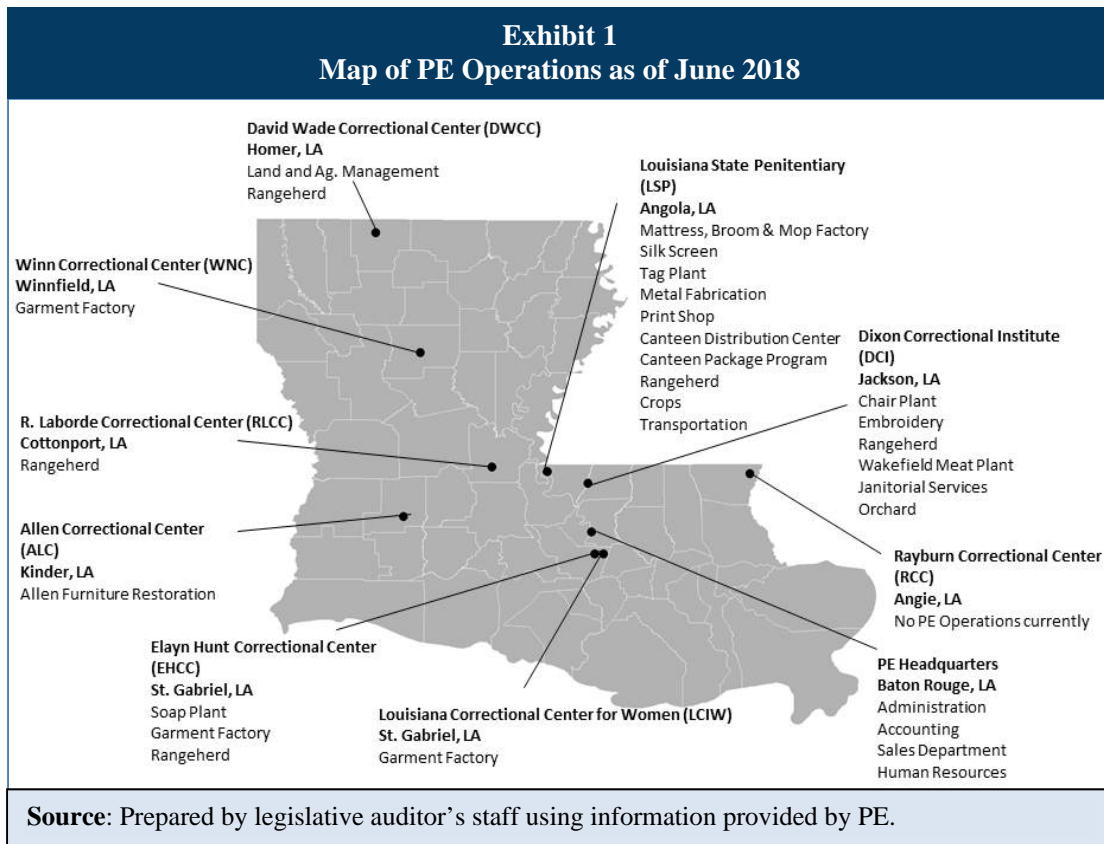 Exhibit 1
Map of PE Operations as of June 2018
David Wade Correctional Center (DWCC)
Homer, LA
Land and Ag. Management
Rangeherd
Louisiana State Penitentiary
(LSP)
Angola, LA
Mattress, Broom & Mop Factory
Silk Screen
Tag Plant
Metal Fabrication
Print Shop
Canteen Distribution Center
Canteen Package Program
Rangeherd
Crops
Transportation
Winn Correctional Center (WNC)
Winnfield, LA
Garment Factory
Dixon Correctional Institute
(DCI)
Jackson, LA
Chair Plant
Embroidery
Rangeherd
Wakefield Meat Plant
Janitorial Services
Orchard
R. Laborde Correctional Center (RLCC)
Cottonport, LA
Rangeherd
Allen Correctional Center
(ALC)
Kinder, LA
Allen Furniture Restoration
Rayburn Correctional Center
(RCC)
Angie, LA
No PE Operations currently
Elayn Hunt Correctional Center
(EHCC)
St. Gabriel, LA
Soap Plant
Garment Factory
Rangeherd
Louisiana Correctional Center for Women (LCIW)
St. Gabriel, LA
Garment Factory
PE Headquarters
Baton Rouge, LA
Administration
Accounting
Sales Department
Human Resources
Source: Prepared by legislative auditor’s staff using information provided by PE.